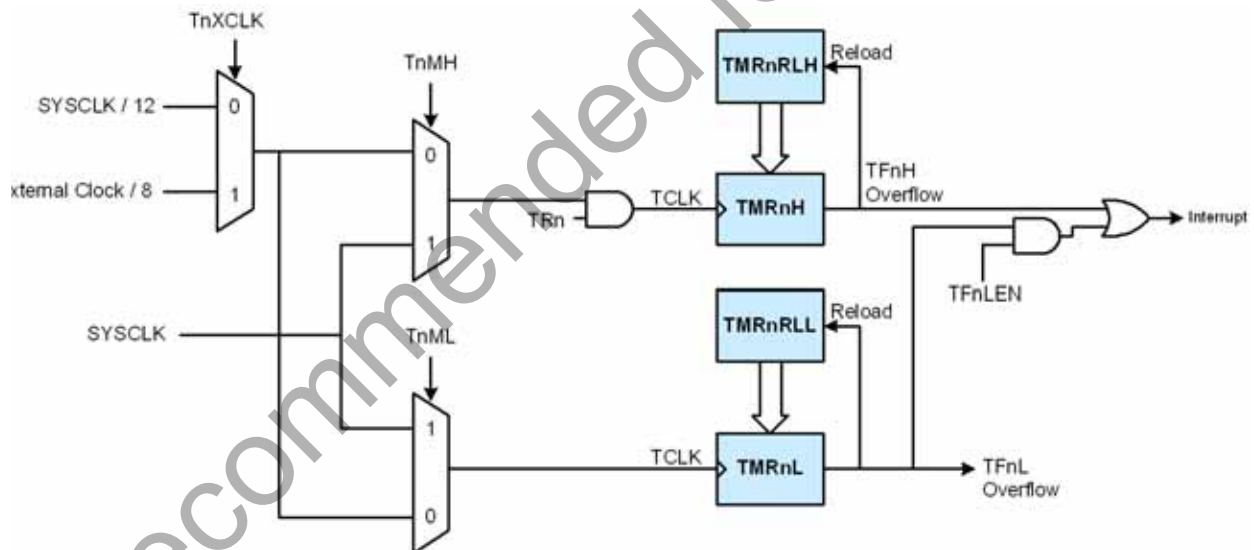 TnXCLK
SYSCLK / 12
0
xternal Clock / 8
1
TnMH
0
1
SYSCLK
TnML
1
0
TRn
TCLK
TMRnRLH
Reload
TMRnH
TFnH
Overflow
Interrupt
TFnLEN
TMRnRLL
Reload
TCLK
TMRnL
TFnL
Overflow
ecommended